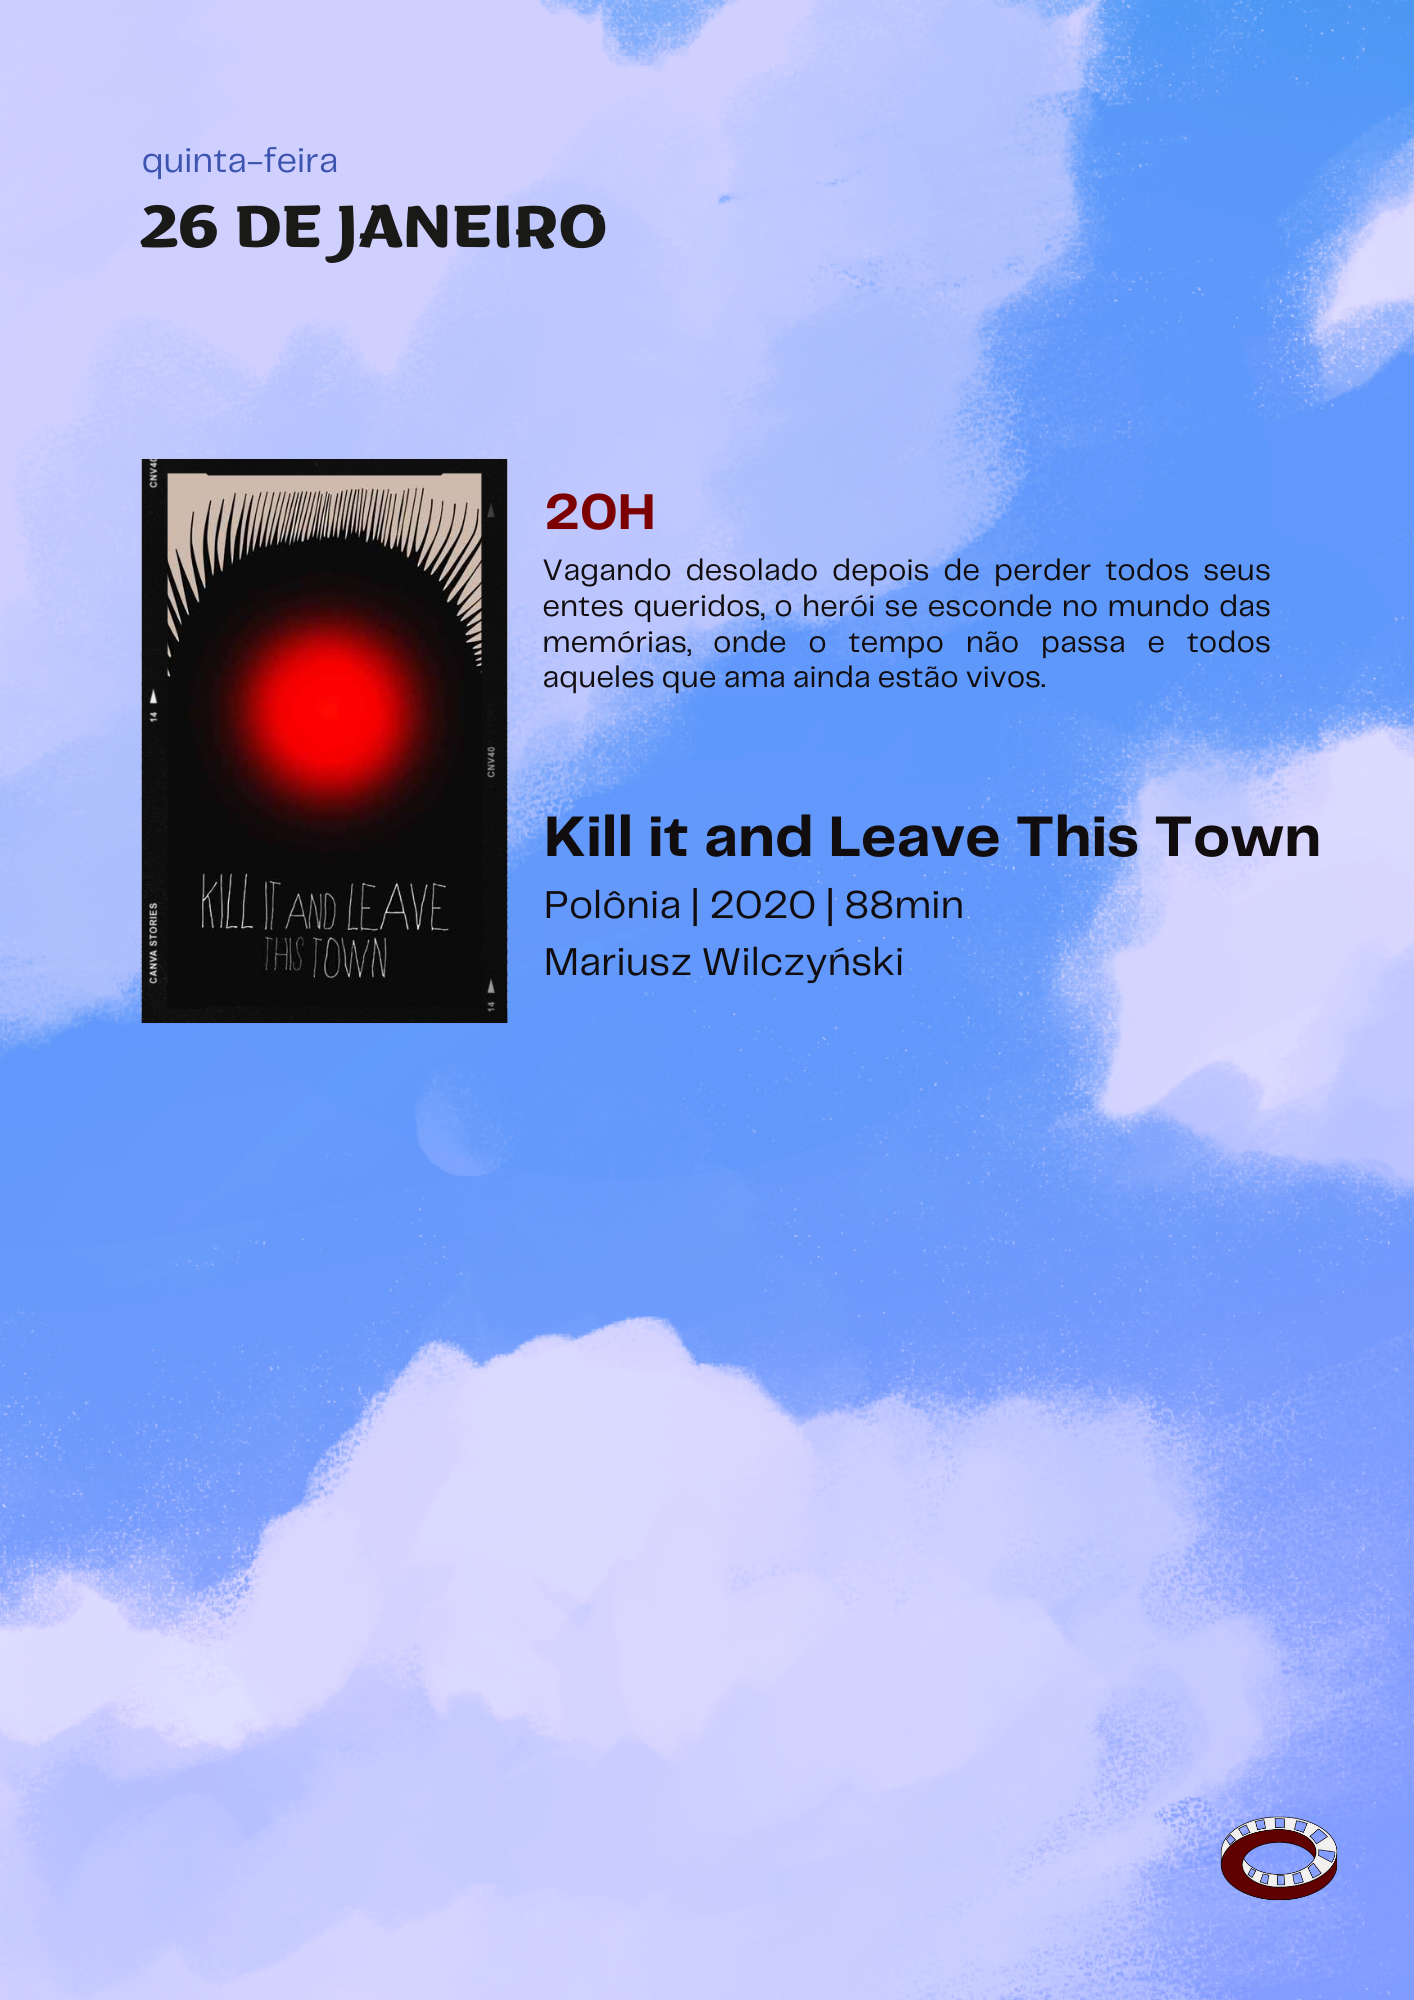 quinta-feira
26 DE JANEIRO
CNV40
14
CANVA STORIES
CNV40
14
KILL IT AND LEAVE
THIS TOWN
20H
Vagando desolado depois de perder todos seus
entes queridos, o herói se esconde no mundo das
memórias, onde o tempo não passa e todos
aqueles que ama ainda estão vivos.
Kill it and Leave This Town
Polônia | 2020 | 88min
Mariusz Wilczyński